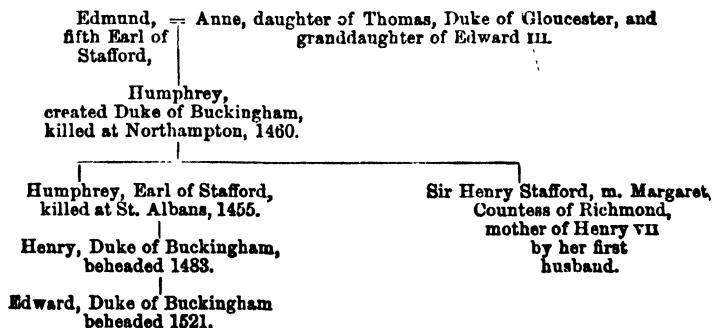 Edmund, = Anne, daughter of Thomas, Duke of Gloucester, and
fifth Earl of granddaughter of Edward III.
Stafford,
Humphrey,
created Duke of Buckingham,
killed at Northampton, 1460.
Humphrey, Earl of Stafford,
killed at St. Albans, 1455.
Henry, Duke of Buckingham,
beheaded 1483.
Edward, Duke of Buckingham
beheaded 1521.
Sir Henry Stafford, m. Margaret,
Countess of Richmond,
mother of Henry VII
by her first
husband.